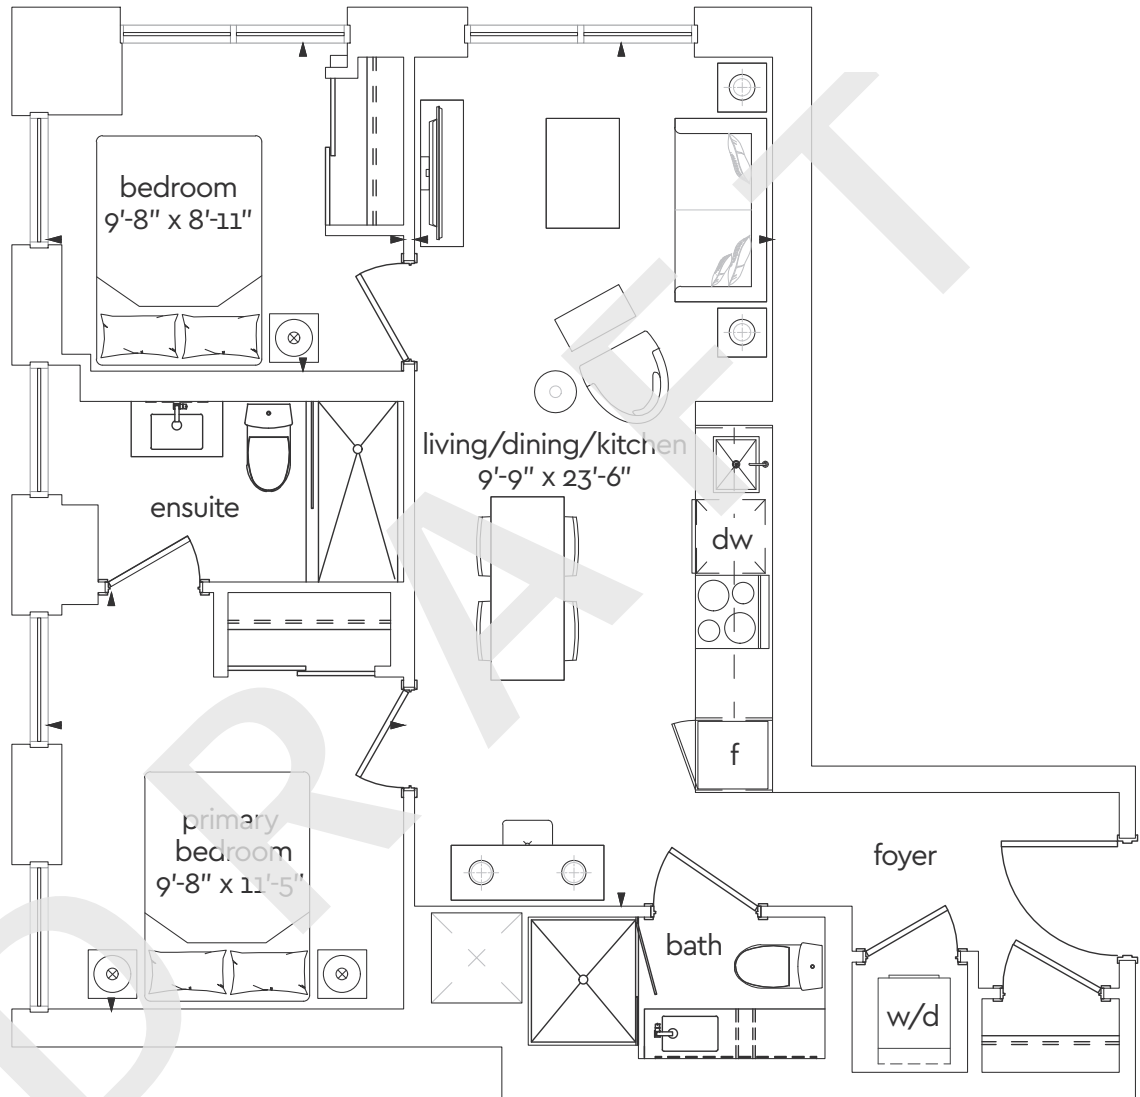 bedroom
9'-8" x 8'-11"
living/dining/kitchen
9'-9" x 23'-6"
ensuite
dw
f
primary
bedroom
9'-8" x 11'-5"
foyer
bath
w/d
DRAFT